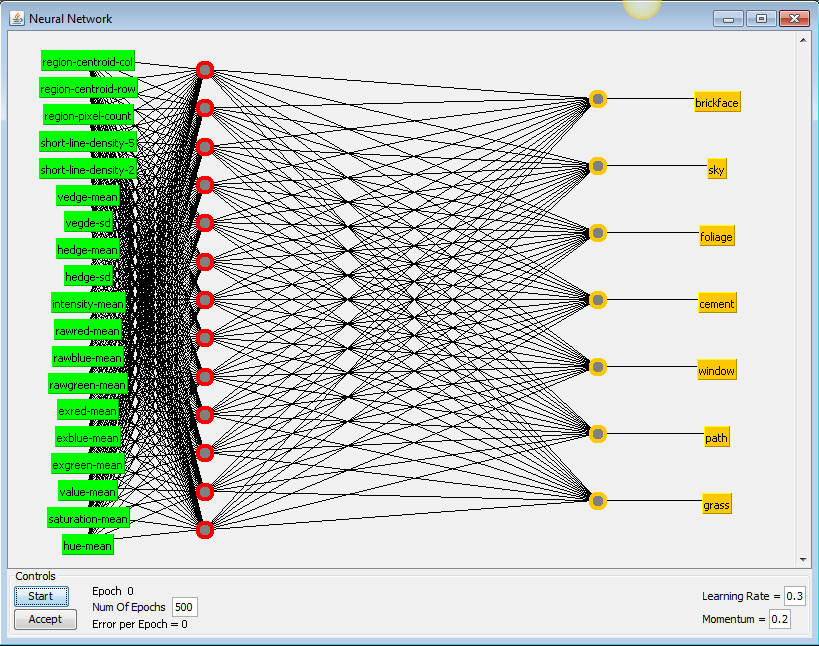 Neural Network
region-centroid-col
region-centroid-row
region-pixel-count
short-line-density-5
short-line-density-2
vedge-mean
vegde-sd
hedge-mean
hedge-sd
intensity-mean
rawred-mean
rawblue-mean
rawgreen-mean
exred-mean
exblue-mean
exgreen-mean
value-mean
saturation-mean
hue-mean
brickface
sky
foliage
cement
window
path
grass
Controls
Start
Accept
Epoch 0
Num Of Epochs 500
Error per Epoch = 0
Learning Rate = 0.3
Momentum = 0.2